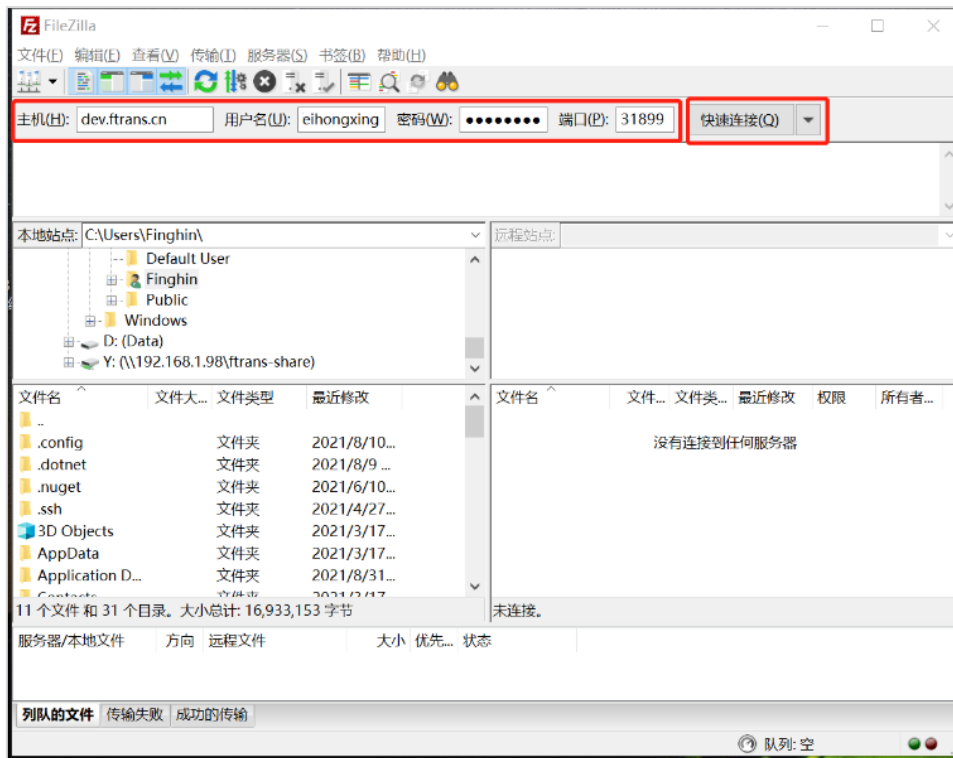 FileZilla
文件(F) 编辑(E) 查看(V) 传输(T) 服务器(S) 书签(B) 帮助(H)
主机(H): dev.ftrans.cn 用户名(U): eihongxing 密码(W): ●●●●●●●● 端口(P): 31899 快速连接(Q)
本地站点: C:\Users\Finghin\ 远程站点:
Default User
Finghin
Public
Windows
D: (Data)
Y: (\\192.168.1.98\ftrans-share)
文件名 文件大... 文件类型 最近修改 文件名 文件... 文件类... 最近修改 权限 所有者...
..
.config 文件夹 2021/8/10... 没有连接到任何服务器
.dotnet 文件夹 2021/8/9 ...
.nuget 文件夹 2021/6/10...
.ssh 文件夹 2021/4/27...
3D Objects 文件夹 2021/3/17...
AppData 文件夹 2021/3/17...
Application D... 文件夹 2021/8/31...
Contacts 文件夹 2021/3/17
11 个文件 和 31 个目录。大小总计: 16,933,153 字节 未连接。
服务器/本地文件 方向 远程文件 大小 优先... 状态
列队的文件 传输失败 成功的传输
队列: 空